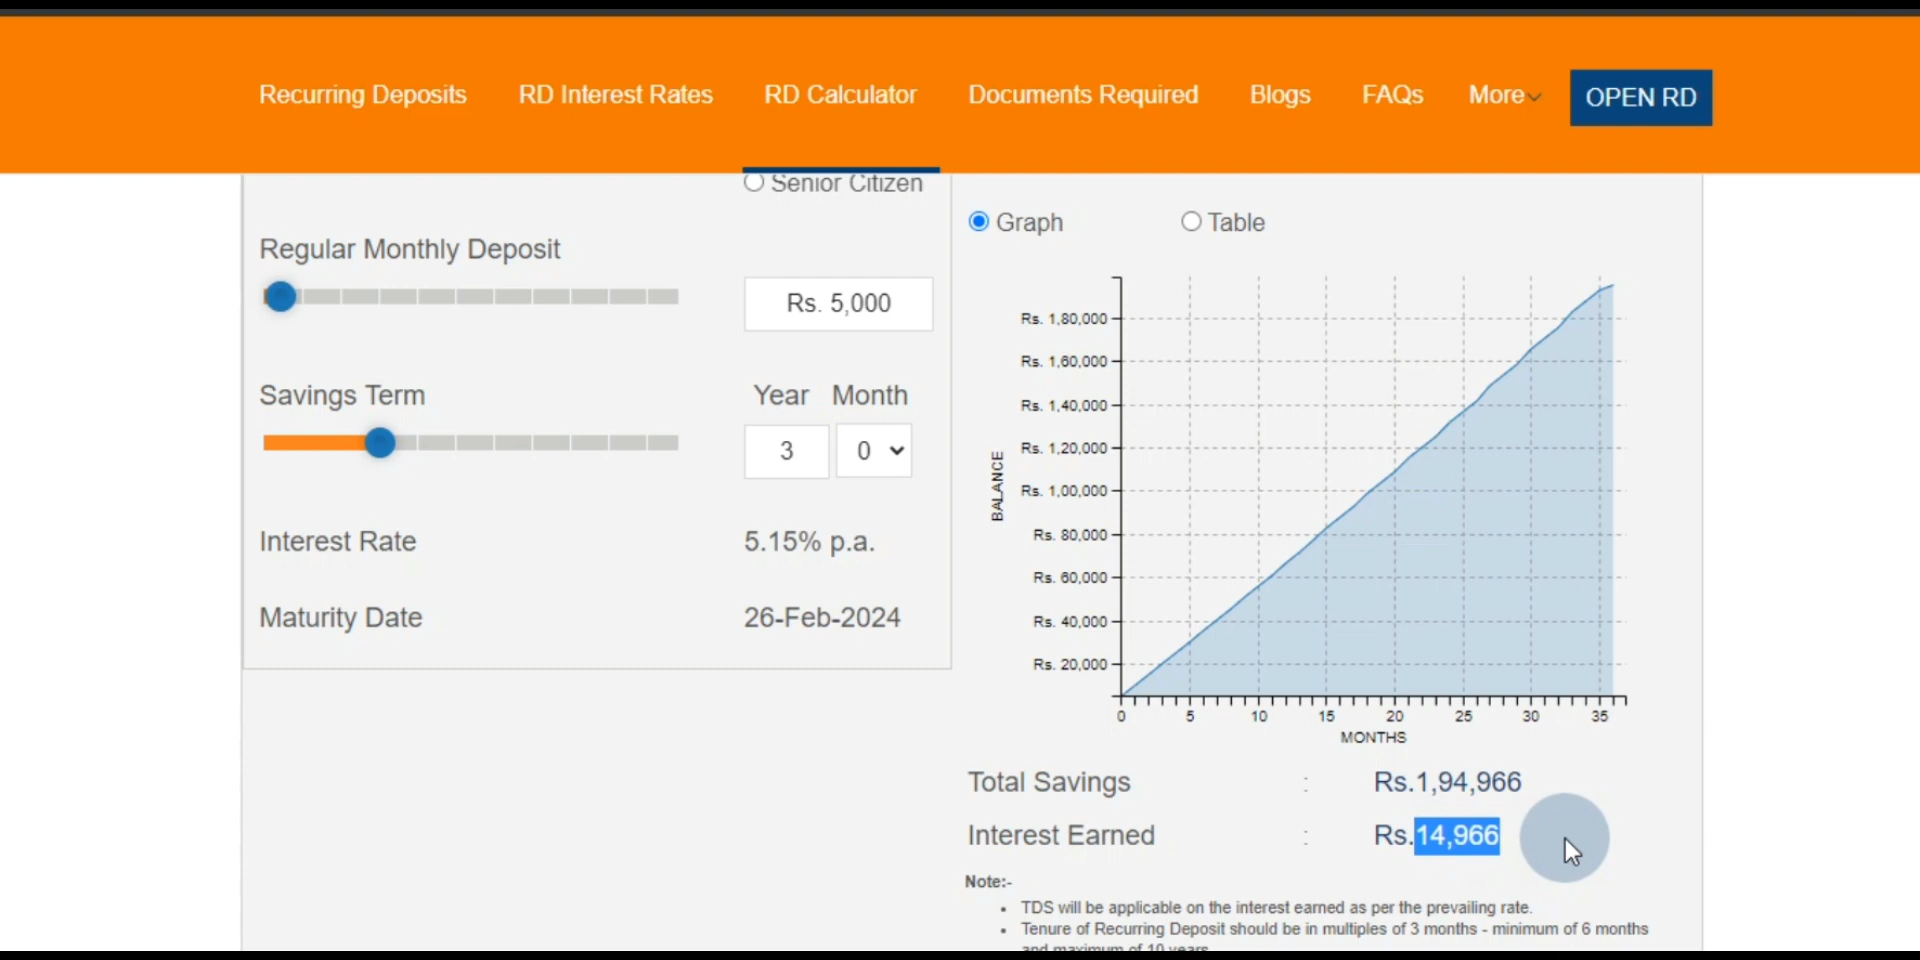 Recurring Deposits RD Interest Rates RD Calculator Documents Required Blogs FAQs More OPEN RD
Senior Citizen
Regular Monthly Deposit
Rs. 5,000
Savings Term
Year Month
3 0
Interest Rate 5.15% p.a.
Maturity Date 26-Feb-2024
Graph Table
Rs. 1,80,000
Rs. 1,60,000
Rs. 1,40,000
Rs. 1,20,000
Rs. 1,00,000
Rs. 80,000
Rs. 60,000
Rs. 40,000
Rs. 20,000
BALANCE
0 5 10 15 20 25 30 35
MONTHS
Total Savings : Rs.1,94,966
Interest Earned : Rs.14,966
Note:-
• TDS will be applicable on the interest earned as per the prevailing rate.
• Tenure of Recurring Deposit should be in multiples of 3 months - minimum of 6 months
and maximum of 10 years